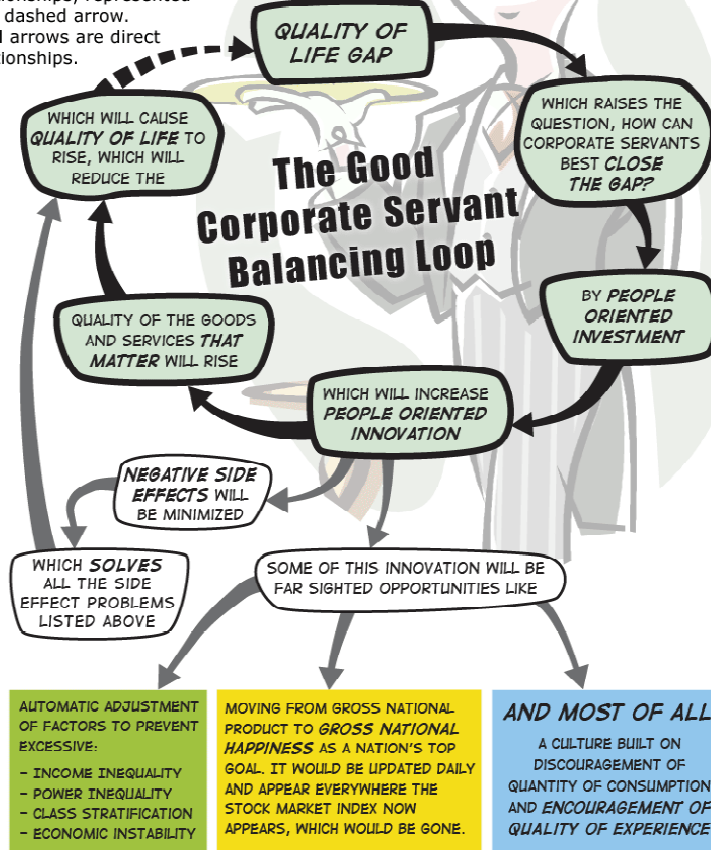 tionships, represented
dashed arrow.
d arrows are direct
tionships.
QUALITY OF
LIFE GAP
WHICH RAISES THE
QUESTION, HOW CAN
CORPORATE SERVANTS
BEST CLOSE
THE GAP?
BY PEOPLE
ORIENTED
INVESTMENT
WHICH WILL INCREASE
PEOPLE ORIENTED
INNOVATION
QUALITY OF THE GOODS
AND SERVICES THAT
MATTER WILL RISE
WHICH WILL CAUSE
QUALITY OF LIFE TO
RISE, WHICH WILL
REDUCE THE
The Good
Corporate Servant
Balancing Loop
NEGATIVE SIDE
EFFECTS WILL
BE MINIMIZED
WHICH SOLVES
ALL THE SIDE
EFFECT PROBLEMS
LISTED ABOVE
SOME OF THIS INNOVATION WILL BE
FAR SIGHTED OPPORTUNITIES LIKE
AUTOMATIC ADJUSTMENT
OF FACTORS TO PREVENT
EXCESSIVE:
- INCOME INEQUALITY
- POWER INEQUALITY
- CLASS STRATIFICATION
- ECONOMIC INSTABILITY
MOVING FROM GROSS NATIONAL
PRODUCT TO GROSS NATIONAL
HAPPINESS AS A NATION'S TOP
GOAL. IT WOULD BE UPDATED DAILY
AND APPEAR EVERYWHERE THE
STOCK MARKET INDEX NOW
APPEARS, WHICH WOULD BE GONE.
AND MOST OF ALL
A CULTURE BUILT ON
DISCOURAGEMENT OF
QUANTITY OF CONSUMPTION
AND ENCOURAGEMENT OF
QUALITY OF EXPERIENCE